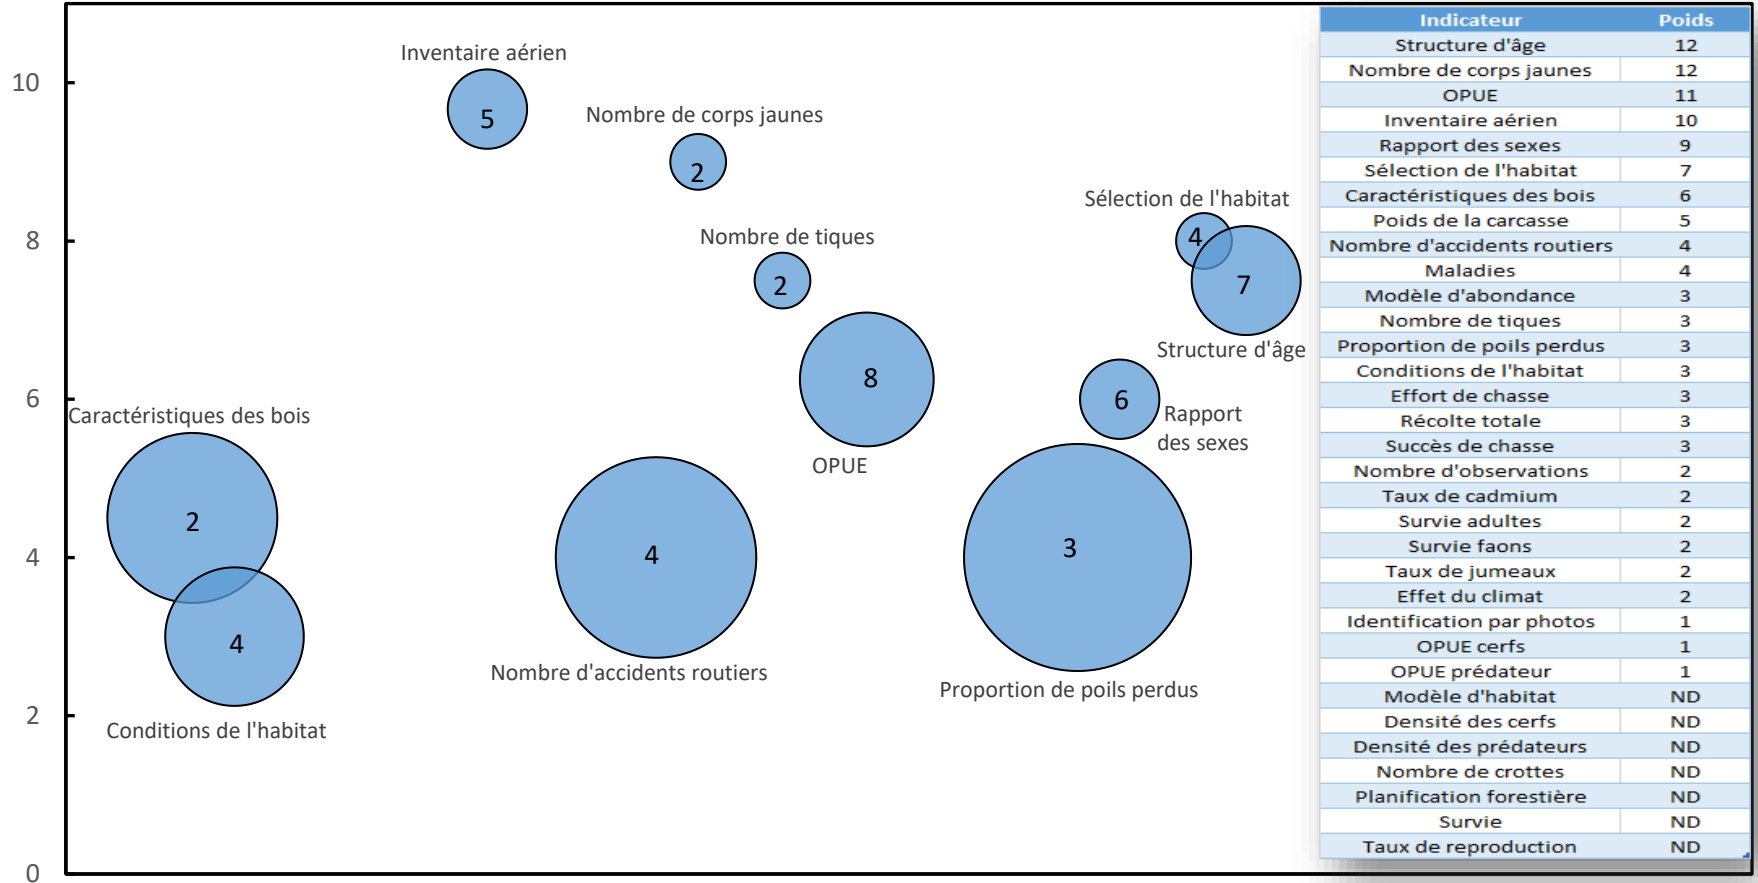 10
8
6
4
2
0
Inventaire aérien
5
Nombre de corps jaunes
2
Sélection de l'habitat
4
Nombre de tiques
2
7
Structure d'âge
8
OPUE
6
Rapport
des sexes
Caractéristiques des bois
2
4
Conditions de l'habitat
4
Nombre d'accidents routiers
3
Proportion de poils perdus
Indicateur Poids
Structure d'âge 12
Nombre de corps jaunes 12
OPUE 11
Inventaire aérien 10
Rapport des sexes 9
Sélection de l'habitat 7
Caractéristiques des bois 6
Poids de la carcasse 5
Nombre d'accidents routiers 4
Maladies 4
Modèle d'abondance 3
Nombre de tiques 3
Proportion de poils perdus 3
Conditions de l'habitat 3
Effort de chasse 3
Récolte totale 3
Succès de chasse 3
Nombre d'observations 2
Taux de cadmium 2
Survie adultes 2
Survie faons 2
Taux de jumeaux 2
Effet du climat 2
Identification par photos 1
OPUE cerfs 1
OPUE prédateur 1
Modèle d'habitat ND
Densité des cerfs ND
Densité des prédateurs ND
Nombre de crottes ND
Planification forestière ND
Survie ND
Taux de reproduction ND